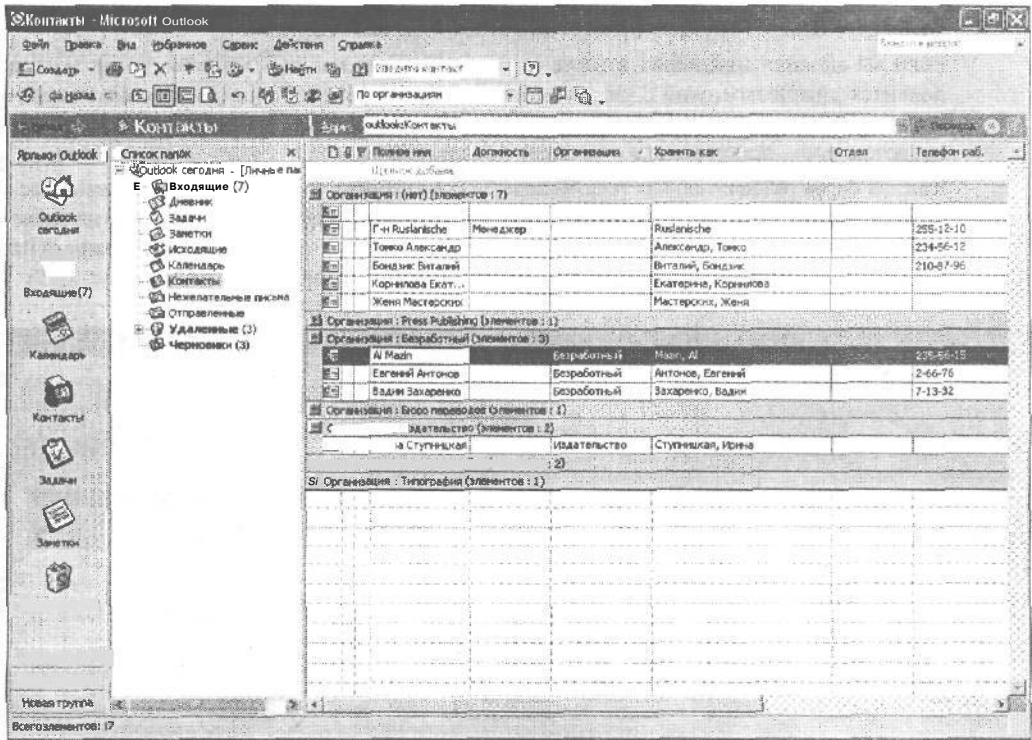 Контакты - Microsoft Outlook
Файл Правка Вид Избранное Сервис Действия Справка
Создать Найти
Назад По организациям
Контакты outlook:Контакты
Ярлыки Outlook
Outlook сегодня
Входящие(7)
Календарь
Контакты
Задачи
Заметки
Новая группа
Список папок
Outlook сегодня - [Личные пап
Входящие (7)
Дневник
Задачи
Заметки
Исходящие
Календарь
Контакты
Нежелательные письма
Отправленные
Удаленные (3)
Черновики (3)
Полное имя Должность Организация Хранить как Отдел Телефон раб.
Организация : (нет) (элементов : 7)
Г-н Ruslanische Менеджер Ruslanische 255-12-10
Томко Александр Александр, Томко 234-56-12
Бондзик Виталий Виталий, Бондзик 210-87-96
Корнилова Екат... Екатерина, Корнилова
Женя Мастерских Мастерских, Женя
Организация : Press Publishing (элементов : 1)
Организация : Безработный (элементов : 3)
Al Mazin Безработный Mazin, Al 235-56-15
Евгений Антонов Безработный Антонов, Евгений 2-66-76
Вадим Захаренко Безработный Захаренко, Вадим 7-13-32
Организация : Бюро переводов (элементов : 1)
здательство (элементов : 2)
а Ступницкая Издательство Ступницкая, Ирина
: 2)
Si Организация : Типография (элементов : 1)
Всегоэлементов: 17